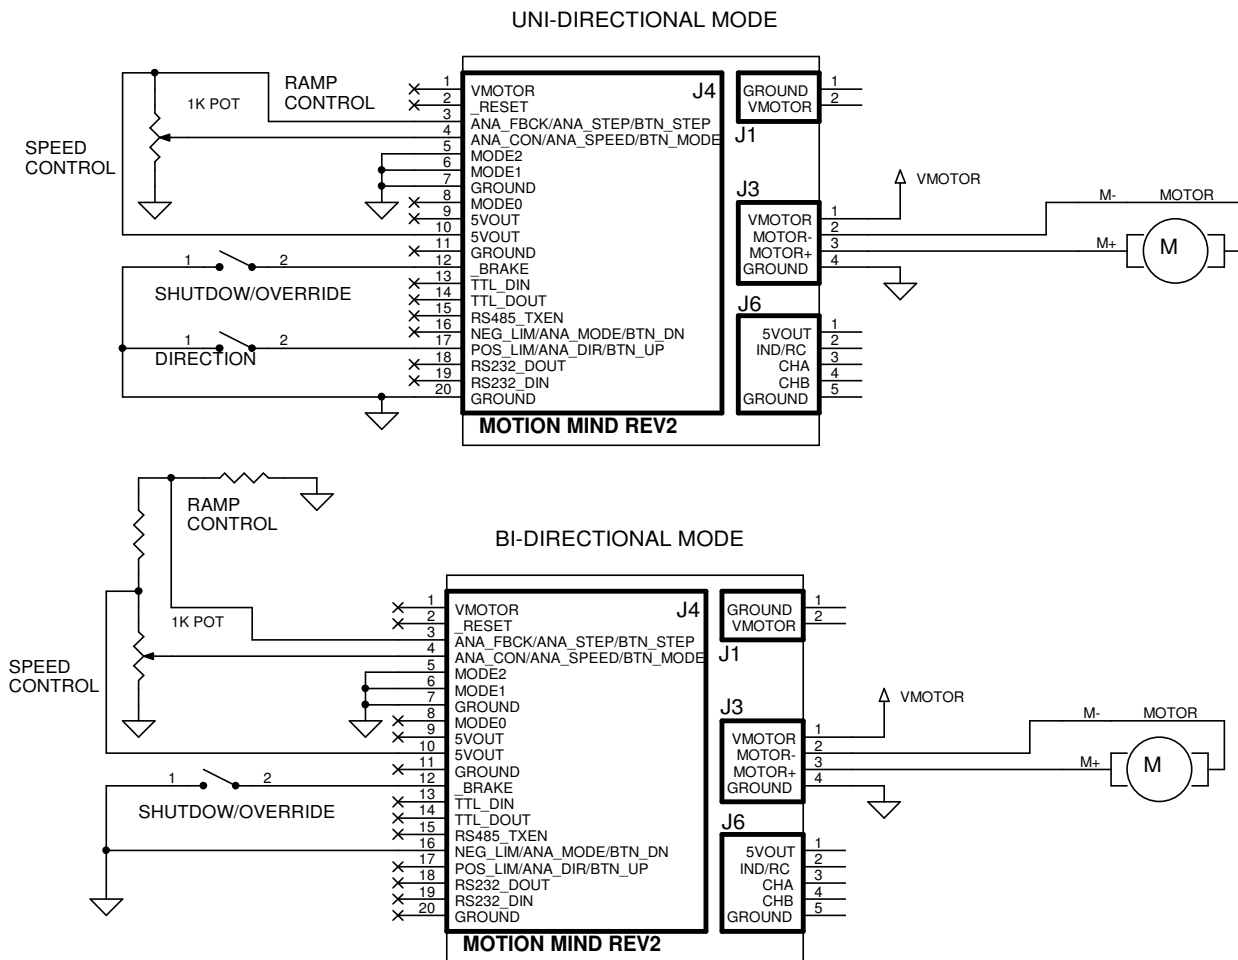 UNI-DIRECTIONAL MODE
RAMP
CONTROL
1K POT
SPEED
CONTROL
1 VMOTOR
2 _RESET
3 ANA_FBCK/ANA_STEP/BTN_STEP
4 ANA_CON/ANA_SPEED/BTN_MODE
5 MODE2
6 MODE1
7 GROUND
8 MODE0
9 5VOUT
10 5VOUT
11 GROUND
12 _BRAKE
13 TTL_DIN
14 TTL_DOUT
15 RS485_TXEN
16 NEG_LIM/ANA_MODE/BTN_DN
17 POS_LIM/ANA_DIR/BTN_UP
18 RS232_DOUT
19 RS232_DIN
20 GROUND
J4
1 2
SHUTDOW/OVERRIDE
1 2
DIRECTION
GROUND 1
VMOTOR 2
J1
J3
VMOTOR 1
MOTOR- 2
MOTOR+ 3
GROUND 4
VMOTOR
M- MOTOR
M+ M
J6
5VOUT 1
IND/RC 2
CHA 3
CHB 4
GROUND 5
MOTION MIND REV2
BI-DIRECTIONAL MODE
RAMP
CONTROL
1K POT
SPEED
CONTROL
1 VMOTOR
2 _RESET
3 ANA_FBCK/ANA_STEP/BTN_STEP
4 ANA_CON/ANA_SPEED/BTN_MODE
5 MODE2
6 MODE1
7 GROUND
8 MODE0
9 5VOUT
10 5VOUT
11 GROUND
12 _BRAKE
13 TTL_DIN
14 TTL_DOUT
15 RS485_TXEN
16 NEG_LIM/ANA_MODE/BTN_DN
17 POS_LIM/ANA_DIR/BTN_UP
18 RS232_DOUT
19 RS232_DIN
20 GROUND
J4
1 2
SHUTDOW/OVERRIDE
GROUND 1
VMOTOR 2
J1
J3
VMOTOR 1
MOTOR- 2
MOTOR+ 3
GROUND 4
VMOTOR
M- MOTOR
M+ M
J6
5VOUT 1
IND/RC 2
CHA 3
CHB 4
GROUND 5
MOTION MIND REV2